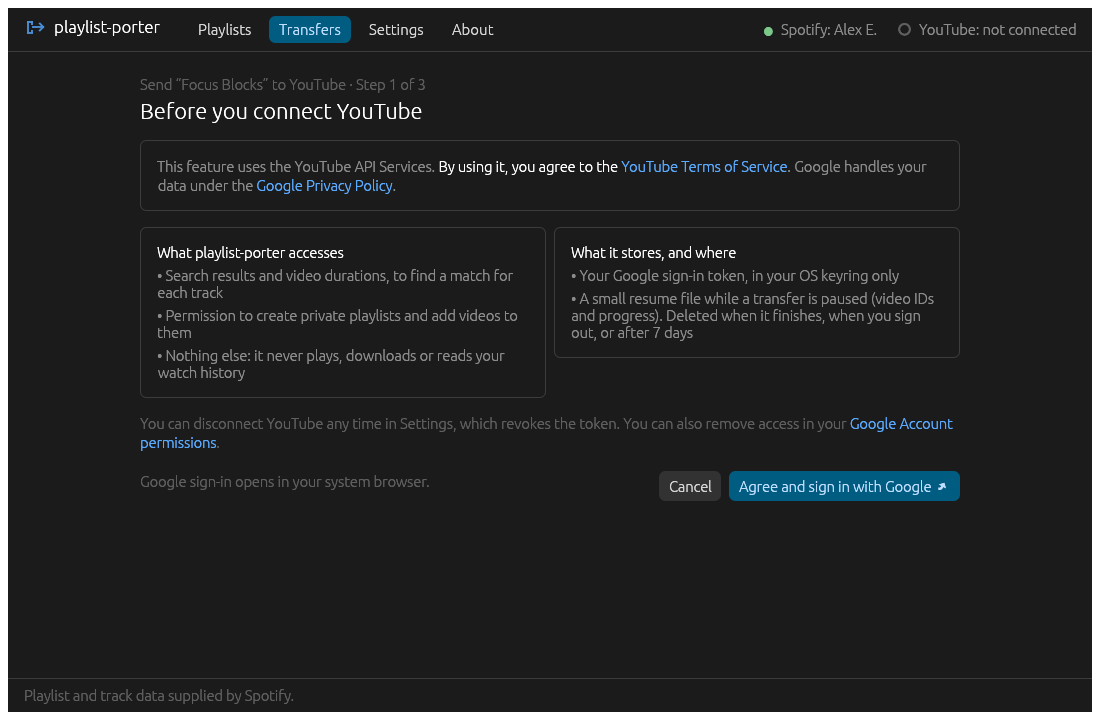 playlist-porter
Playlists
Transfers
Settings
About
Spotify: Alex E.
YouTube: not connected
Send “Focus Blocks” to YouTube · Step 1 of 3
Before you connect YouTube
This feature uses the YouTube API Services. By using it, you agree to the YouTube Terms of Service. Google handles your
data under the Google Privacy Policy.
What playlist-porter accesses
• Search results and video durations, to find a match for
each track
• Permission to create private playlists and add videos to
them
• Nothing else: it never plays, downloads or reads your
watch history
What it stores, and where
• Your Google sign-in token, in your OS keyring only
• A small resume file while a transfer is paused (video IDs
and progress). Deleted when it finishes, when you sign
out, or after 7 days
You can disconnect YouTube any time in Settings, which revokes the token. You can also remove access in your Google Account
permissions.
Google sign-in opens in your system browser.
Cancel
Agree and sign in with Google
Playlist and track data supplied by Spotify.